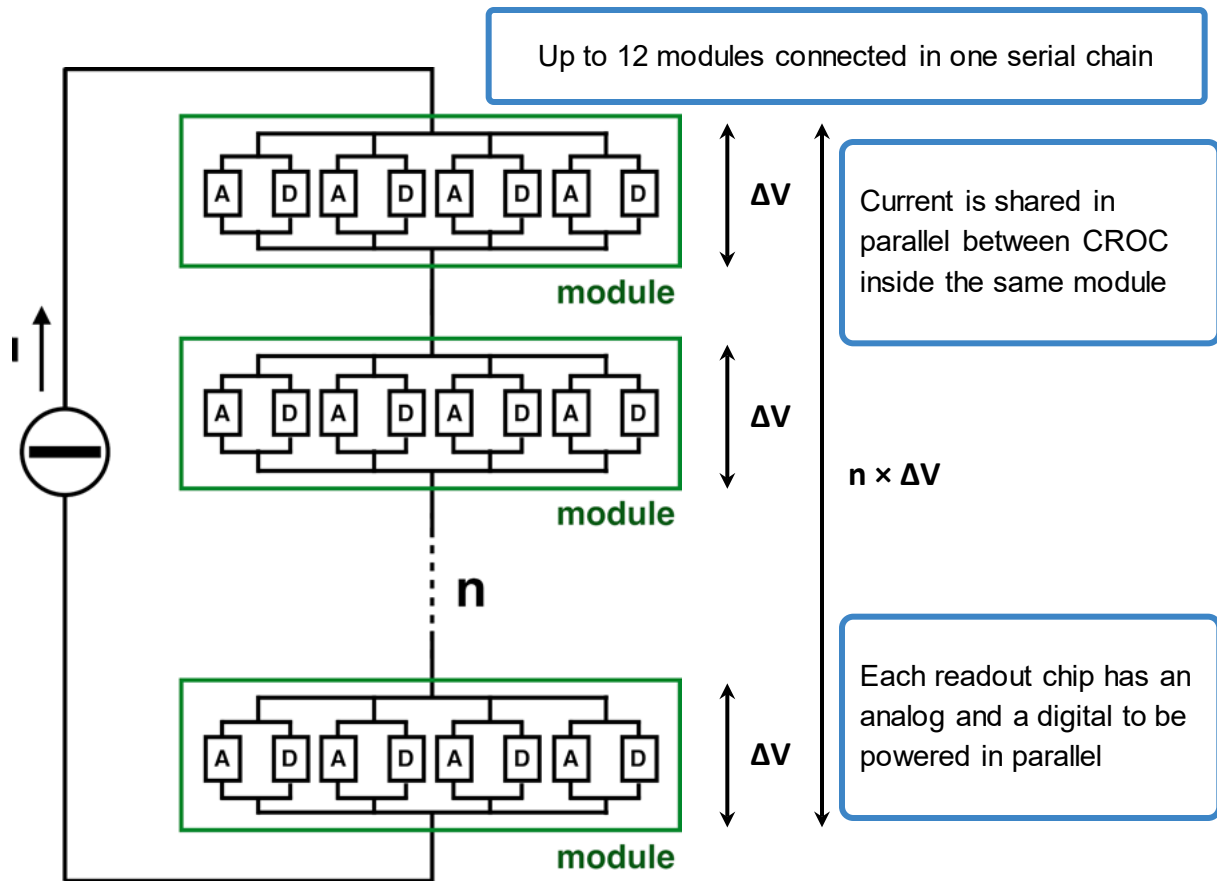 Up to 12 modules connected in one serial chain
A D A D A D A D
ΔV
module
Current is shared in
parallel between CROC
inside the same module
I
A D A D A D A D
ΔV
module
n × ΔV
n
A D A D A D A D
ΔV
module
Each readout chip has an
analog and a digital to be
powered in parallel